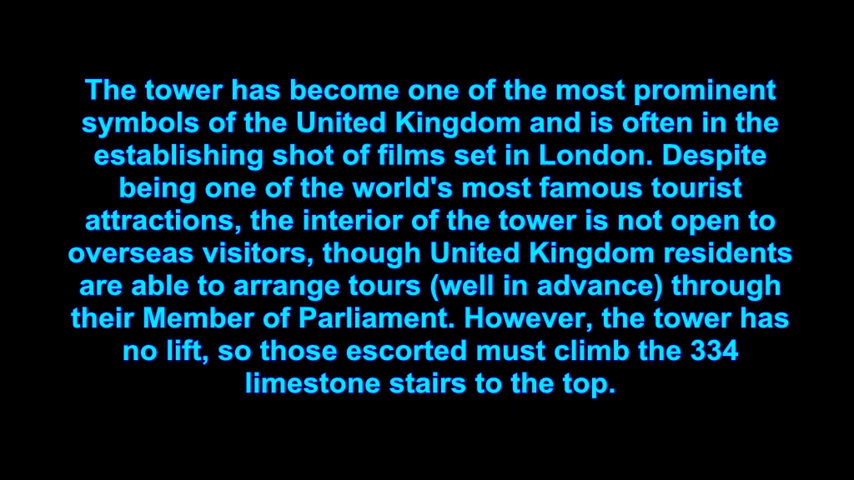 The tower has become one of the most prominent
symbols of the United Kingdom and is often in the
establishing shot of films set in London. Despite
being one of the world's most famous tourist
attractions, the interior of the tower is not open to
overseas visitors, though United Kingdom residents
are able to arrange tours (well in advance) through
their Member of Parliament. However, the tower has
no lift, so those escorted must climb the 334
limestone stairs to the top.